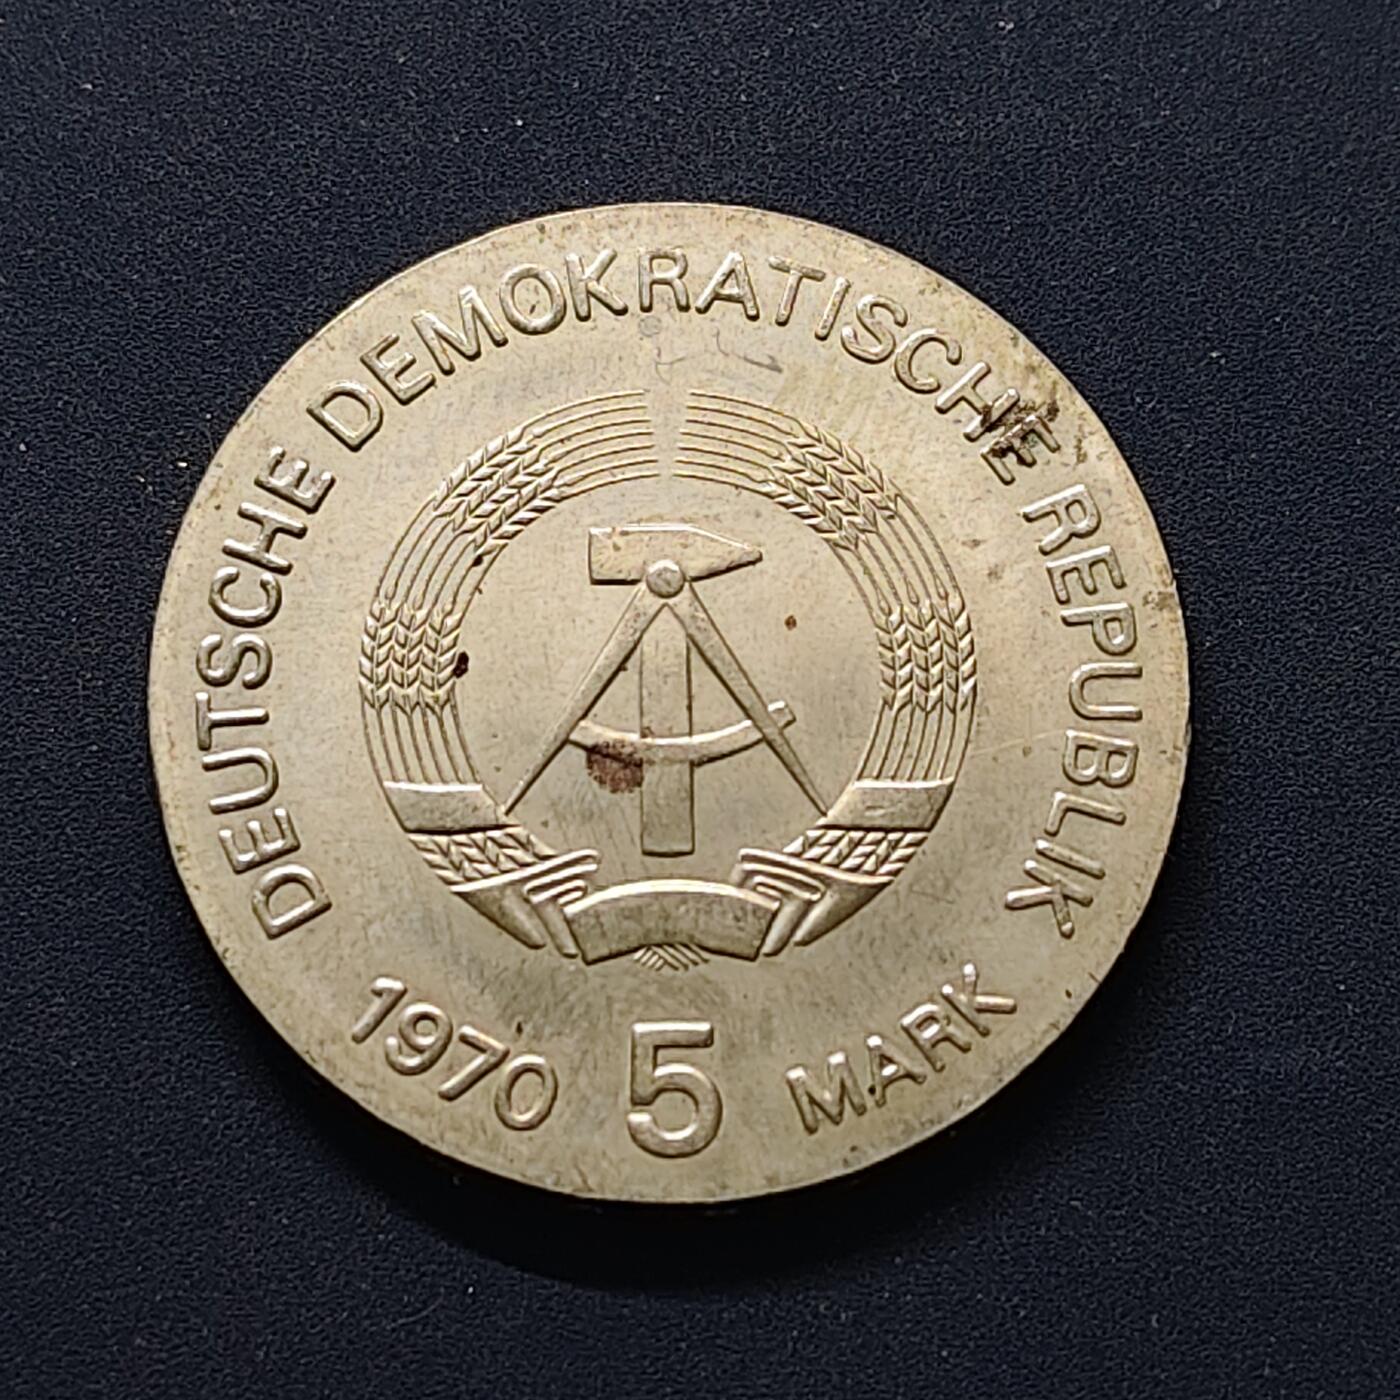 DEUTSCHE DEMOKRATISCHE REPUBLIK
1970 5 MARK